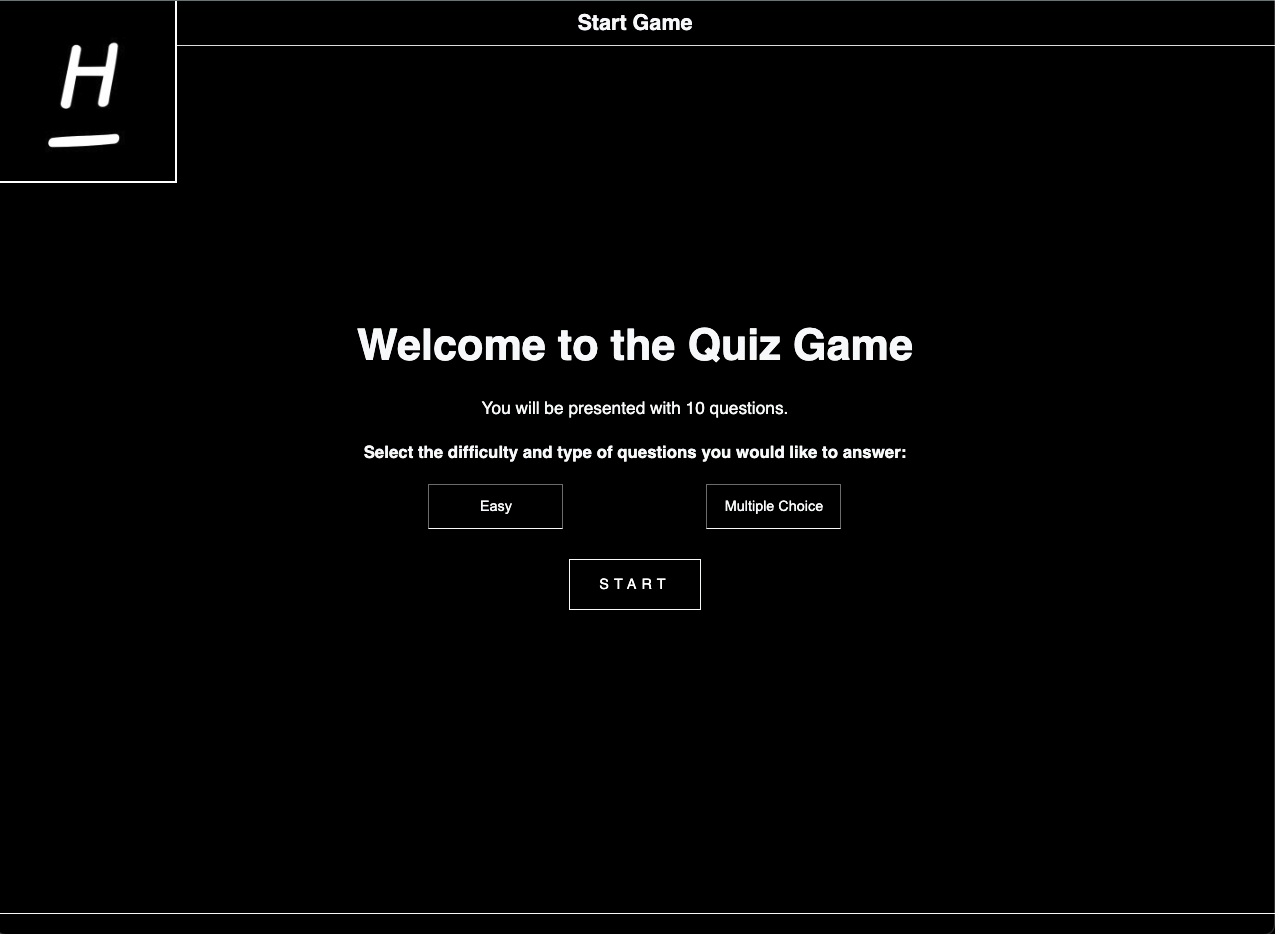 H
Start Game
Welcome to the Quiz Game
You will be presented with 10 questions.
Select the difficulty and type of questions you would like to answer:
Easy
Multiple Choice
START